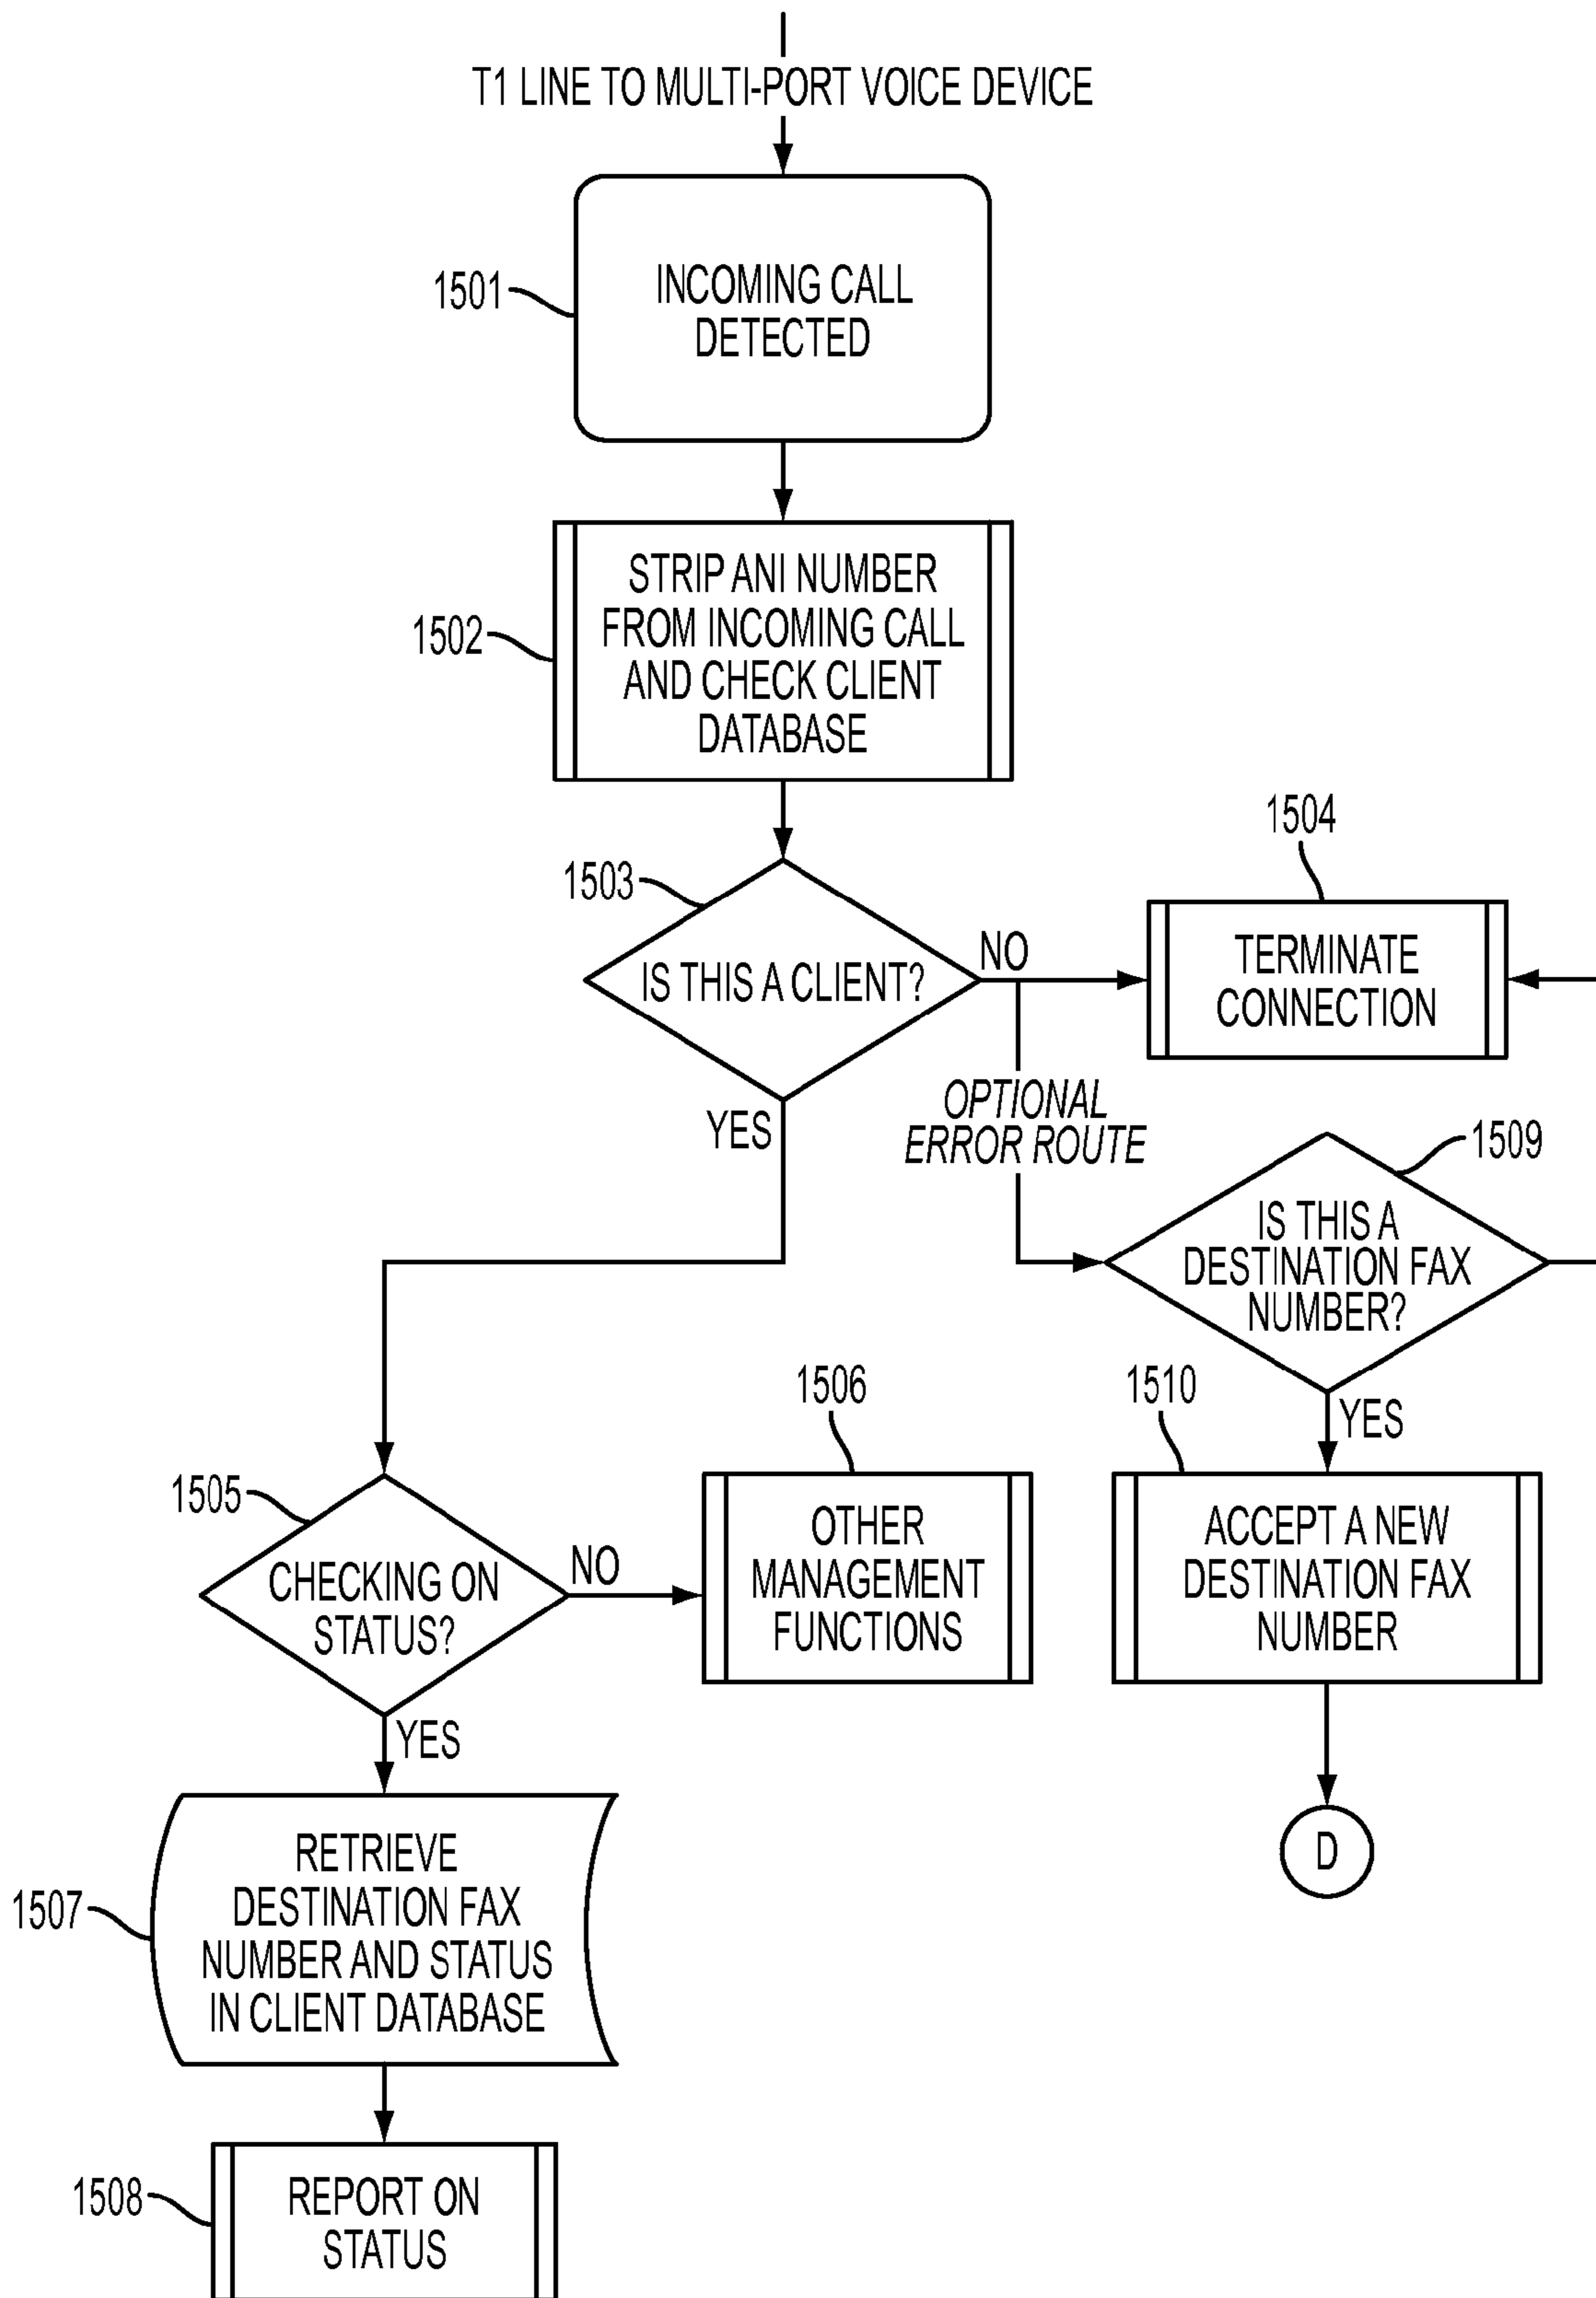 T1 LINE TO MULTI-PORT VOICE DEVICE
1501
INCOMING CALL
DETECTED
1502
STRIP ANI NUMBER
FROM INCOMING CALL
AND CHECK CLIENT
DATABASE
1503
IS THIS A CLIENT?
NO
1504
TERMINATE
CONNECTION
YES
OPTIONAL
ERROR ROUTE
1509
IS THIS A
DESTINATION FAX
NUMBER?
YES
1505
CHECKING ON
STATUS?
NO
1506
OTHER
MANAGEMENT
FUNCTIONS
1510
ACCEPT A NEW
DESTINATION FAX
NUMBER
D
YES
1507
RETRIEVE
DESTINATION FAX
NUMBER AND STATUS
IN CLIENT DATABASE
1508
REPORT ON
STATUS